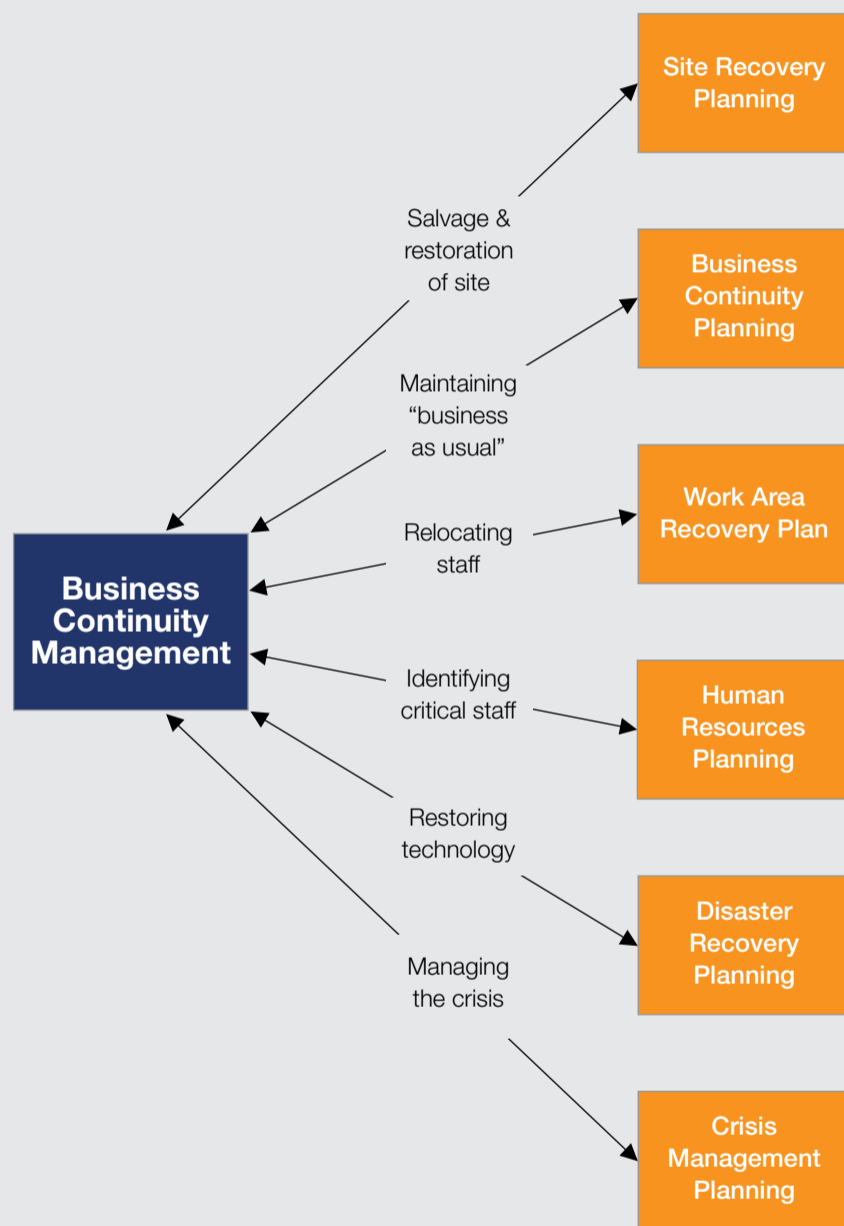 Site Recovery
Planning
Salvage &
restoration
of site
Business
Continuity
Planning
Maintaining
“business
as usual”
Work Area
Recovery Plan
Relocating
staff
Business
Continuity
Management
Identifying
critical staff
Human
Resources
Planning
Restoring
technology
Disaster
Recovery
Planning
Managing
the crisis
Crisis
Management
Planning